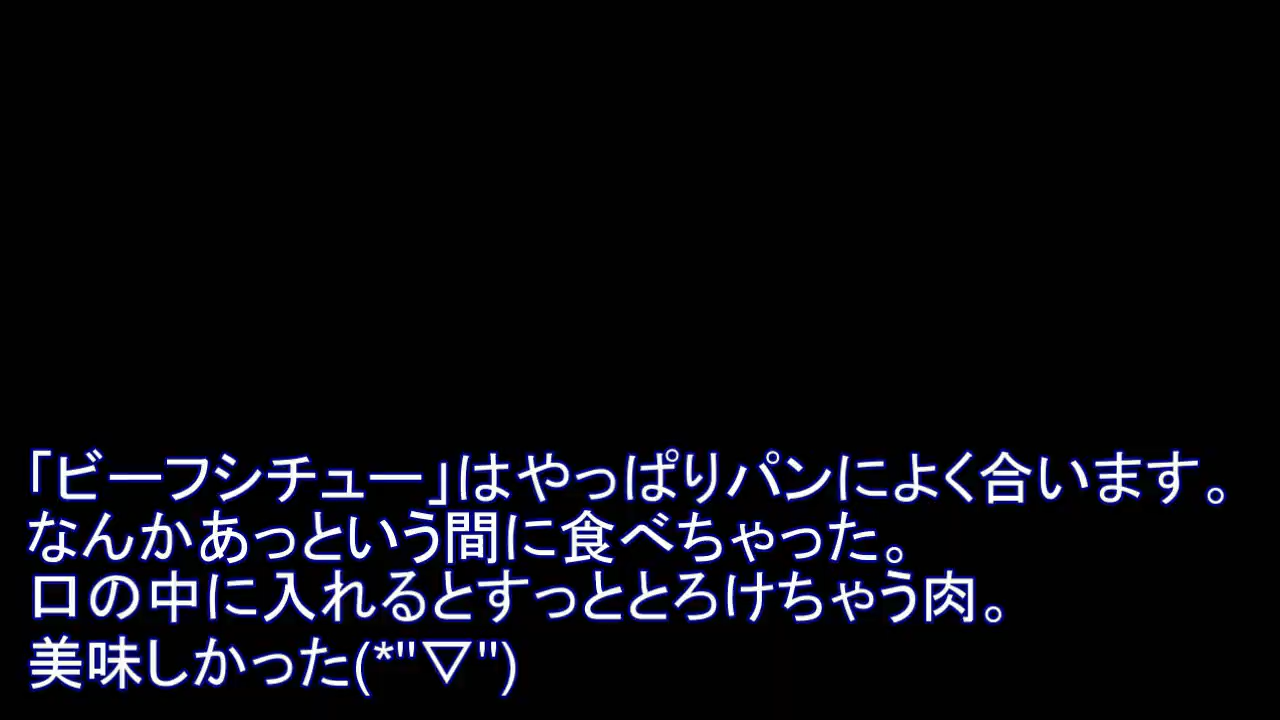 「ビーフシチュー」はやっぱりパンによく合います。
なんかあっという間に食べちゃった。
口の中に入れるとすっととろけちゃう肉。
美味しかった(*"▽")